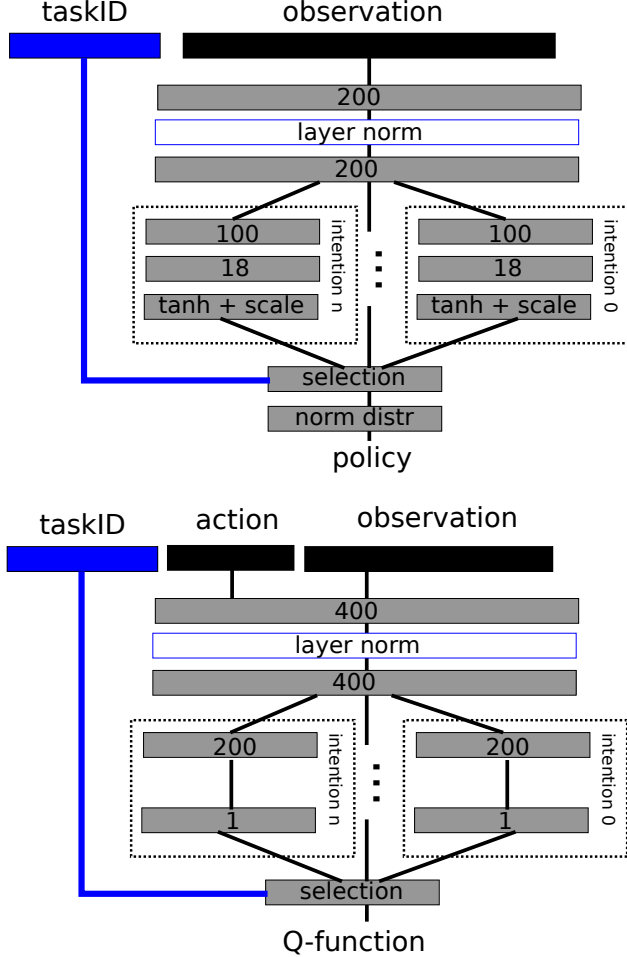 taskID observation
200
layer norm
200
100 100
18 18
tanh + scale tanh + scale
intention n intention 0
selection
norm distr
policy
taskID action observation
400
layer norm
400
200 200
1 1
intention n intention 0
selection
Q-function